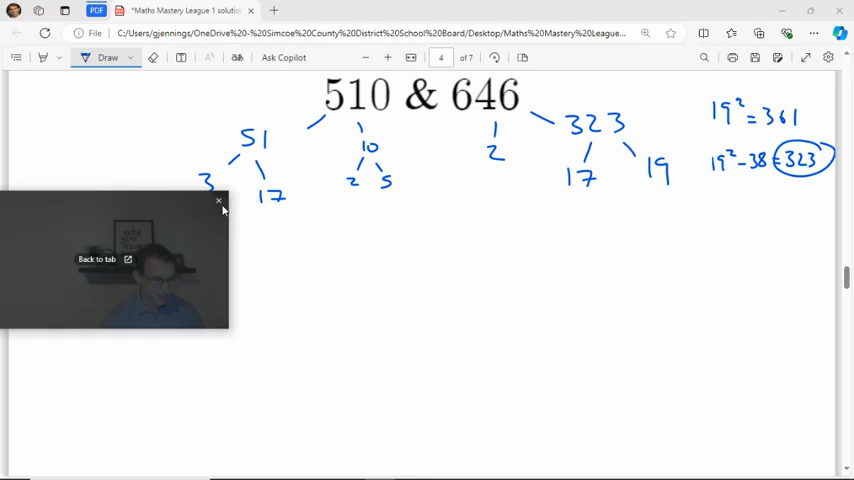 PDF
*Maths Mastery League 1 solution
File
C:/Users/gjennings/OneDrive%20-%20Simcoe%20County%20District%20School%20Board/Desktop/Maths%20Mastery%20League...
Draw
Ask Copilot
4 of 7
510 & 646
51 10 2 323
3 17 2 5 17 19
19² = 361
19² - 38 = 323
Back to tab